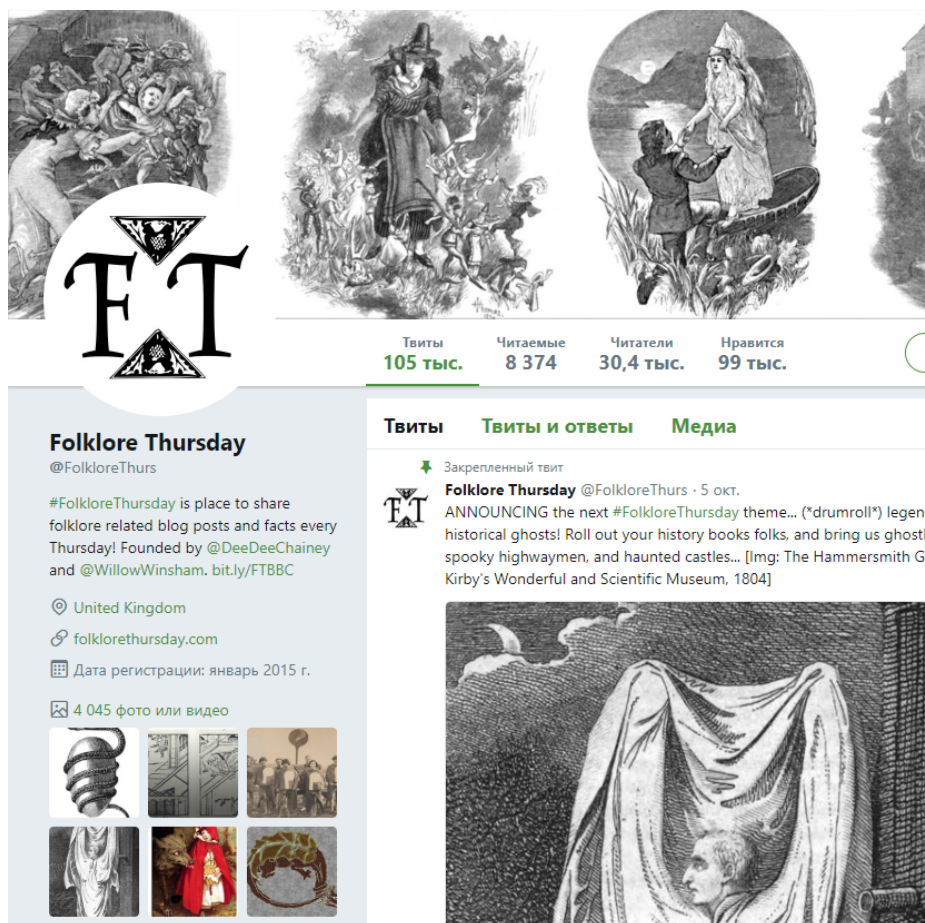 FT
Твиты
Читаемые
Читатели
Нравится
105 тыс.
8 374
30,4 тыс.
99 тыс.
Folklore Thursday
@FolkloreThurs
#FolkloreThursday is place to share
folklore related blog posts and facts every
Thursday! Founded by @DeeDeeChainey
and @WillowWinsham. bit.ly/FTBBC
United Kingdom
folklorethursday.com
Дата регистрации: январь 2015 г.
4 045 фото или видео
Твиты
Твиты и ответы
Медиа
Закрепленный твит
FT
Folklore Thursday @FolkloreThurs · 5 окт.
ANNOUNCING the next #FolkloreThursday theme... (*drumroll*) legen
historical ghosts! Roll out your history books folks, and bring us ghostl
spooky highwaymen, and haunted castles... [Img: The Hammersmith G
Kirby's Wonderful and Scientific Museum, 1804]